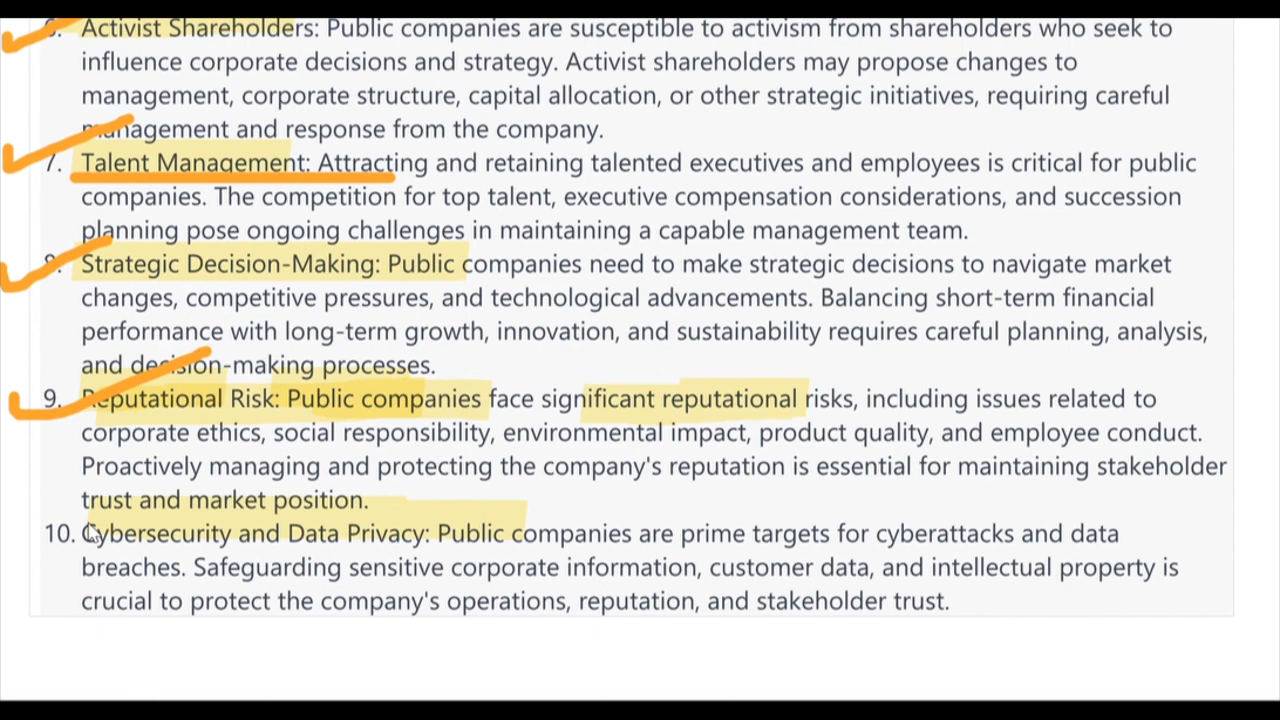 6. Activist Shareholders: Public companies are susceptible to activism from shareholders who seek to
influence corporate decisions and strategy. Activist shareholders may propose changes to
management, corporate structure, capital allocation, or other strategic initiatives, requiring careful
management and response from the company.
7. Talent Management: Attracting and retaining talented executives and employees is critical for public
companies. The competition for top talent, executive compensation considerations, and succession
planning pose ongoing challenges in maintaining a capable management team.
8. Strategic Decision-Making: Public companies need to make strategic decisions to navigate market
changes, competitive pressures, and technological advancements. Balancing short-term financial
performance with long-term growth, innovation, and sustainability requires careful planning, analysis,
and decision-making processes.
9. Reputational Risk: Public companies face significant reputational risks, including issues related to
corporate ethics, social responsibility, environmental impact, product quality, and employee conduct.
Proactively managing and protecting the company's reputation is essential for maintaining stakeholder
trust and market position.
10. Cybersecurity and Data Privacy: Public companies are prime targets for cyberattacks and data
breaches. Safeguarding sensitive corporate information, customer data, and intellectual property is
crucial to protect the company's operations, reputation, and stakeholder trust.